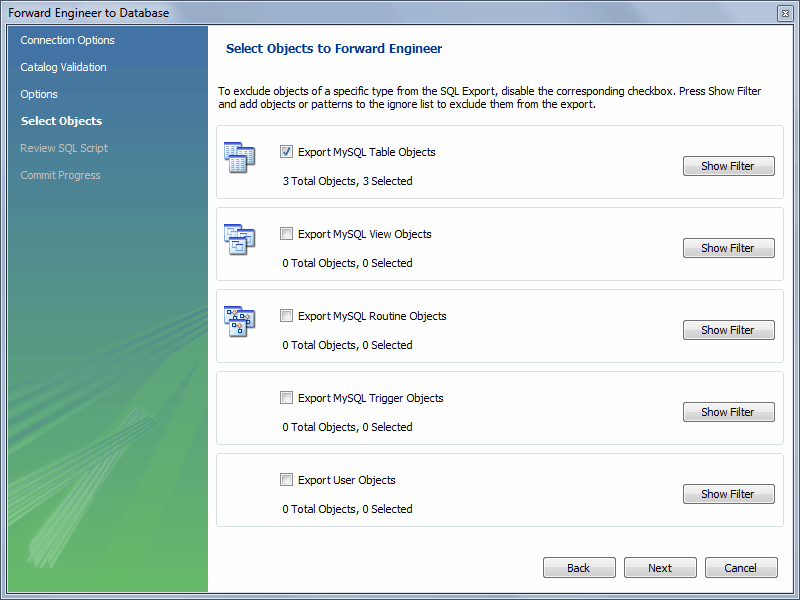 Forward Engineer to Database
Connection Options
Catalog Validation
Options
Select Objects
Review SQL Script
Commit Progress
Select Objects to Forward Engineer
To exclude objects of a specific type from the SQL Export, disable the corresponding checkbox. Press Show Filter
and add objects or patterns to the ignore list to exclude them from the export.
Export MySQL Table Objects
3 Total Objects, 3 Selected
Show Filter
Export MySQL View Objects
0 Total Objects, 0 Selected
Show Filter
Export MySQL Routine Objects
0 Total Objects, 0 Selected
Show Filter
Export MySQL Trigger Objects
0 Total Objects, 0 Selected
Show Filter
Export User Objects
0 Total Objects, 0 Selected
Show Filter
Back
Next
Cancel